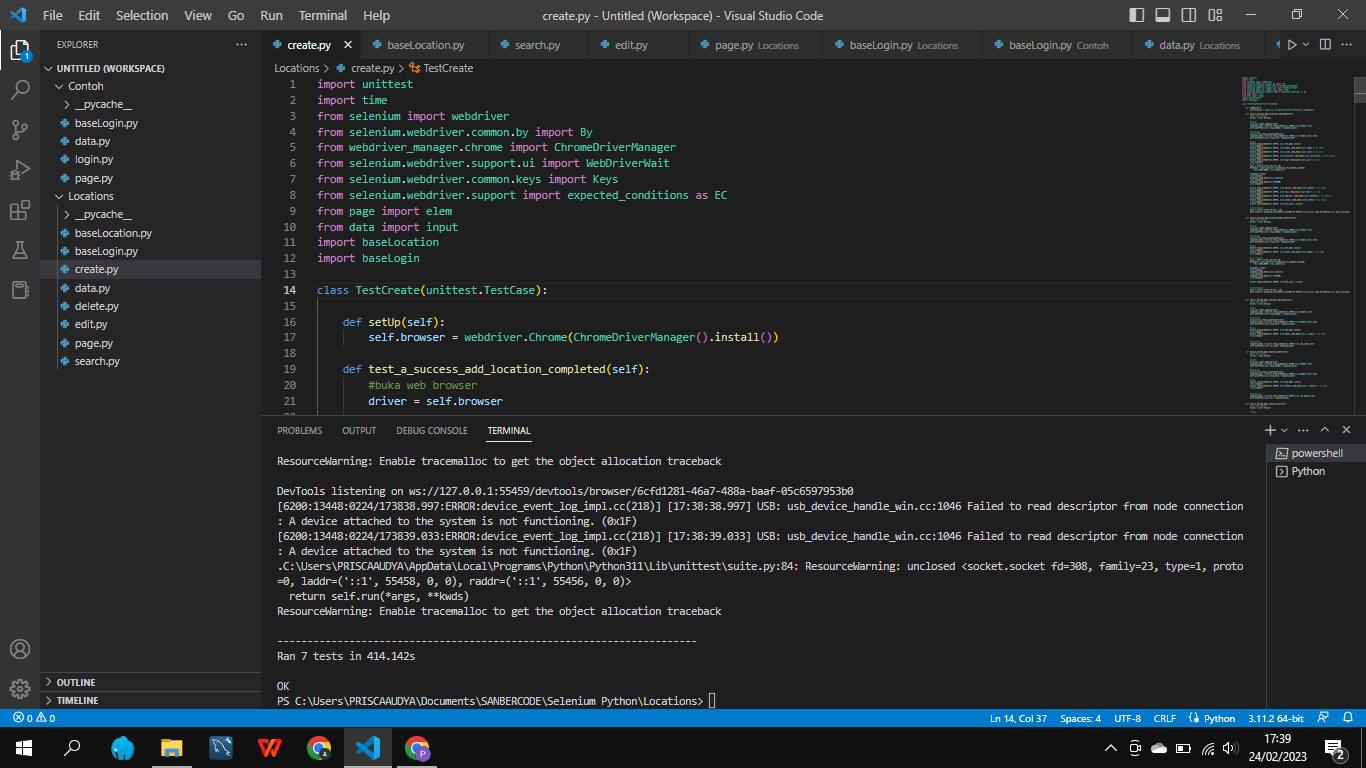 File Edit Selection View Go Run Terminal Help
create.py - Untitled (Workspace) - Visual Studio Code
EXPLORER
UNTITLED (WORKSPACE)
Contoh
__pycache__
baseLogin.py
data.py
login.py
page.py
Locations
__pycache__
baseLocation.py
baseLogin.py
create.py
data.py
delete.py
edit.py
page.py
search.py
OUTLINE
TIMELINE
create.py baseLocation.py search.py edit.py page.py Locations baseLogin.py Locations baseLogin.py Contoh data.py Locations
Locations > create.py > TestCreate
1 import unittest
2 import time
3 from selenium import webdriver
4 from selenium.webdriver.common.by import By
5 from webdriver_manager.chrome import ChromeDriverManager
6 from selenium.webdriver.support.ui import WebDriverWait
7 from selenium.webdriver.common.keys import Keys
8 from selenium.webdriver.support import expected_conditions as EC
9 from page import elem
10 from data import input
11 import baseLocation
12 import baseLogin
13
14 class TestCreate(unittest.TestCase):
15
16 def setUp(self):
17 self.browser = webdriver.Chrome(ChromeDriverManager().install())
18
19 def test_a_success_add_location_completed(self):
20 #buka web browser
21 driver = self.browser
PROBLEMS OUTPUT DEBUG CONSOLE TERMINAL
powershell
Python
ResourceWarning: Enable tracemalloc to get the object allocation traceback
DevTools listening on ws://127.0.0.1:55459/devtools/browser/6cfd1281-46a7-488a-baaf-05c6597953b0
[6200:13448:0224/173838.997:ERROR:device_event_log_impl.cc(218)] [17:38:38.997] USB: usb_device_handle_win.cc:1046 Failed to read descriptor from node connection
: A device attached to the system is not functioning. (0x1F)
[6200:13448:0224/173839.033:ERROR:device_event_log_impl.cc(218)] [17:38:39.033] USB: usb_device_handle_win.cc:1046 Failed to read descriptor from node connection
: A device attached to the system is not functioning. (0x1F)
.C:\Users\PRISCAAUDYA\AppData\Local\Programs\Python\Python311\Lib\unittest\suite.py:84: ResourceWarning: unclosed <socket.socket fd=308, family=23, type=1, proto
=0, laddr=('::1', 55458, 0, 0), raddr=('::1', 55456, 0, 0)>
return self.run(*args, **kwds)
ResourceWarning: Enable tracemalloc to get the object allocation traceback
----------------------------------------------------------------------
Ran 7 tests in 414.142s
OK
PS C:\Users\PRISCAAUDYA\Documents\SANBERCODE\Selenium Python\Locations>
0 0
Ln 14, Col 37 Spaces: 4 UTF-8 CRLF Python 3.11.2 64-bit
17:39
24/02/2023
2